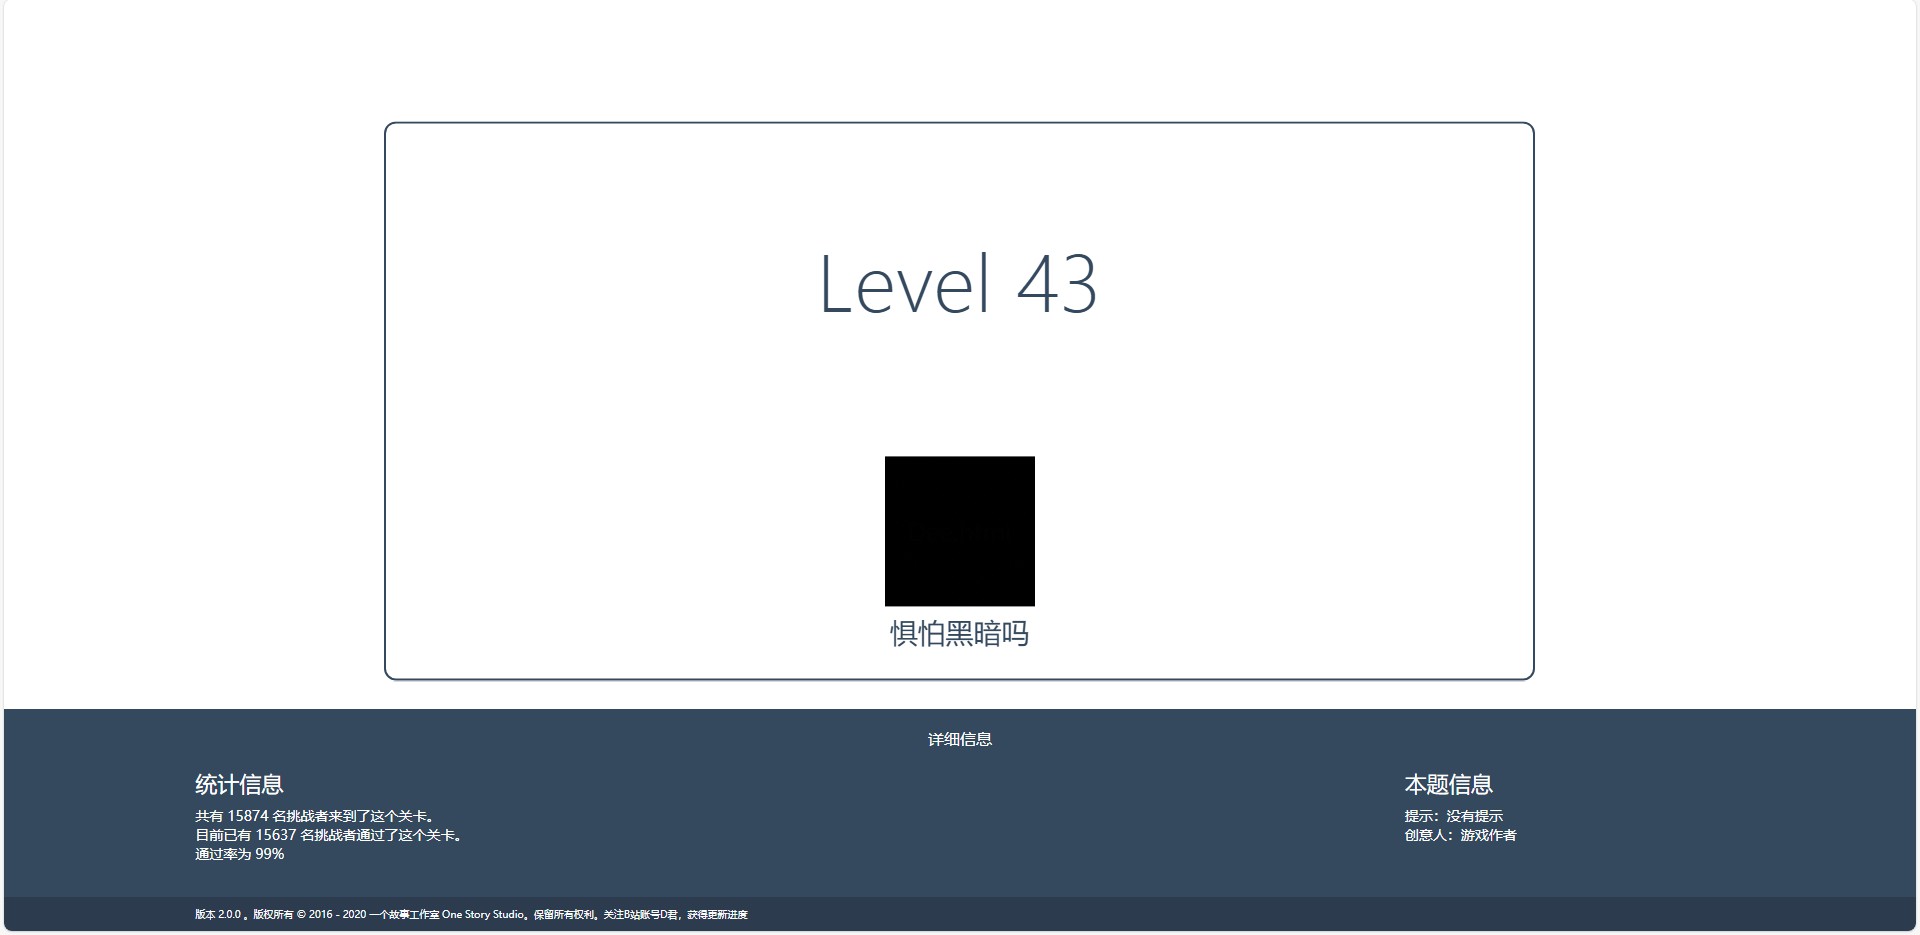 Level 43
惧怕黑暗吗
详细信息
统计信息
共有 15874 名挑战者来到了这个关卡。
目前已有 15637 名挑战者通过了这个关卡。
通过率为 99%
本题信息
提示：没有提示
创意人：游戏作者
版本 2.0.0 。版权所有 © 2016 - 2020 一个故事工作室 One Story Studio。保留所有权利。关注B站账号D君，获得更新进度